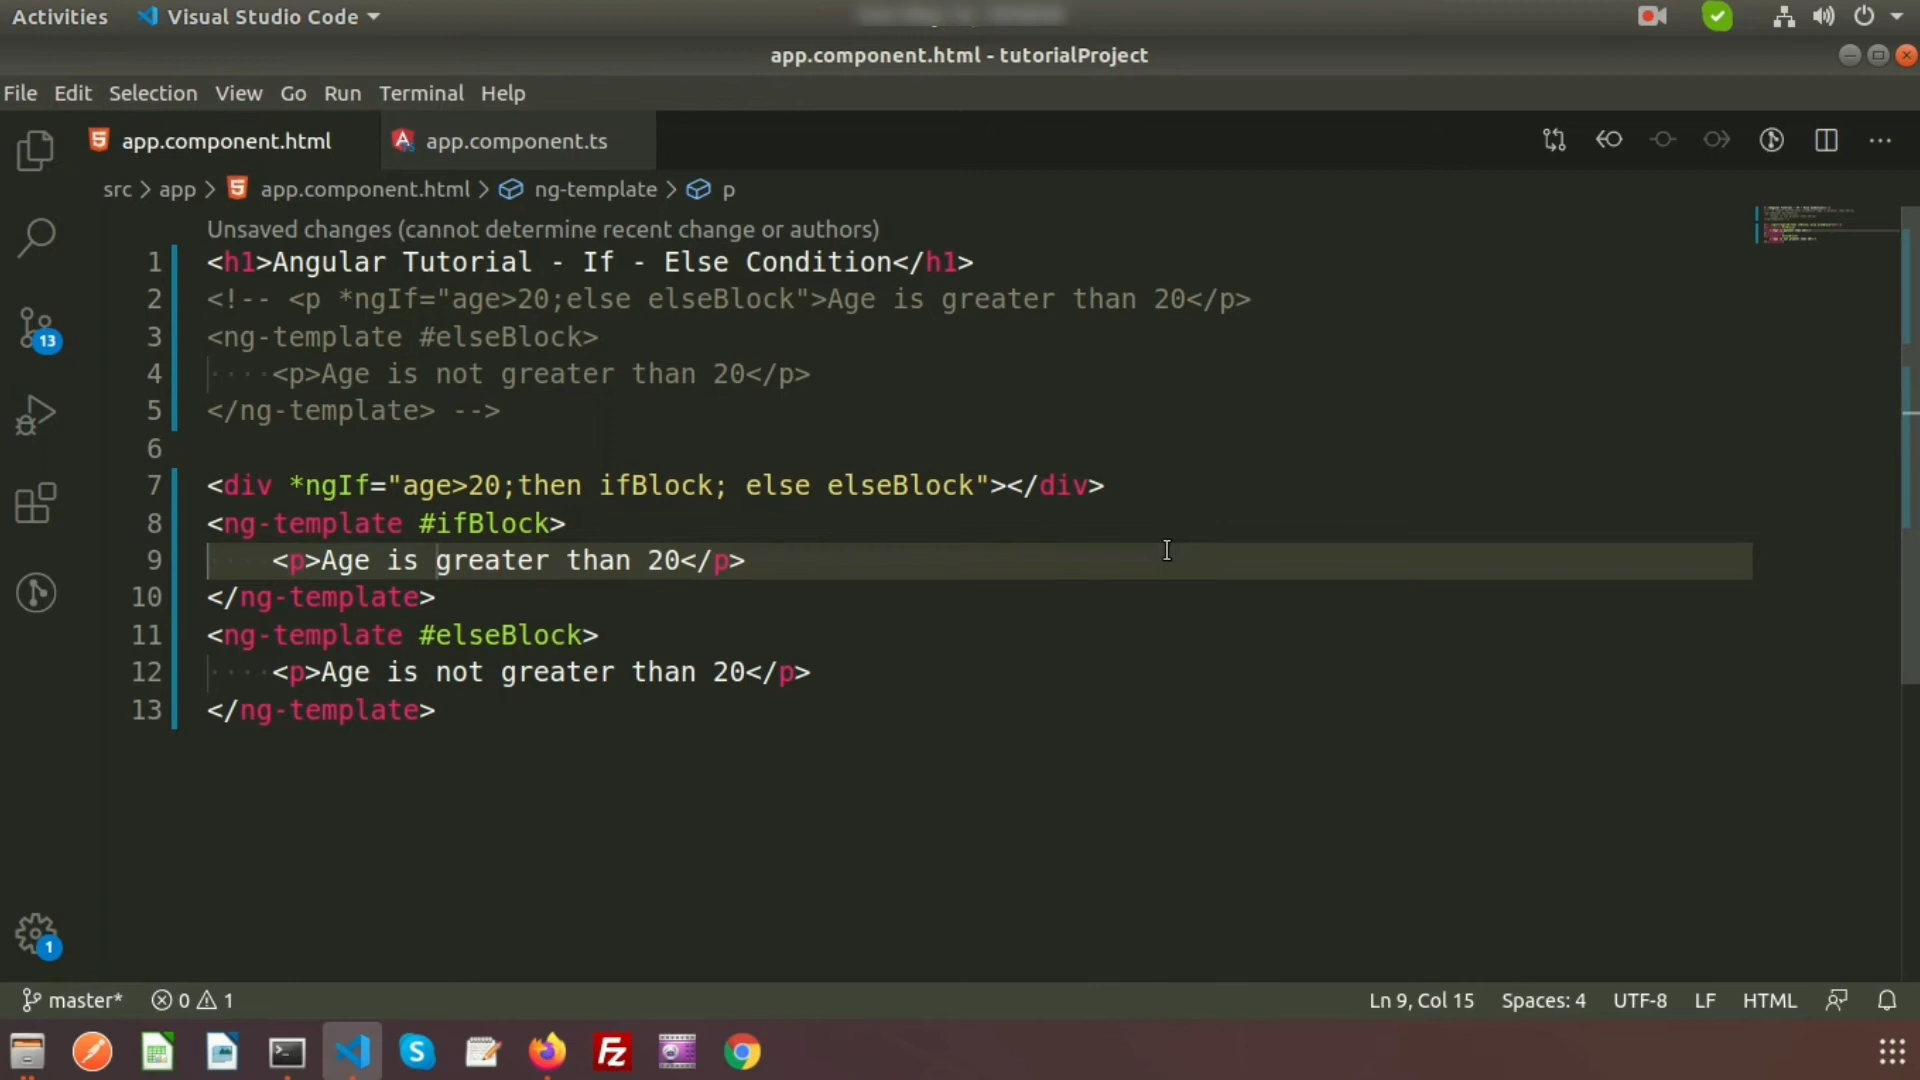 Activities Visual Studio Code
app.component.html - tutorialProject
File Edit Selection View Go Run Terminal Help
app.component.html app.component.ts
src > app > app.component.html > ng-template > p
Unsaved changes (cannot determine recent change or authors)
1 <h1>Angular Tutorial - If - Else Condition</h1>
2 <!-- <p *ngIf="age>20;else elseBlock">Age is greater than 20</p>
3 <ng-template #elseBlock>
4 <p>Age is not greater than 20</p>
5 </ng-template> -->
6
7 <div *ngIf="age>20;then ifBlock; else elseBlock"></div>
8 <ng-template #ifBlock>
9 <p>Age is greater than 20</p>
10 </ng-template>
11 <ng-template #elseBlock>
12 <p>Age is not greater than 20</p>
13 </ng-template>
13
1
master* 0 1 Ln 9, Col 15 Spaces: 4 UTF-8 LF HTML